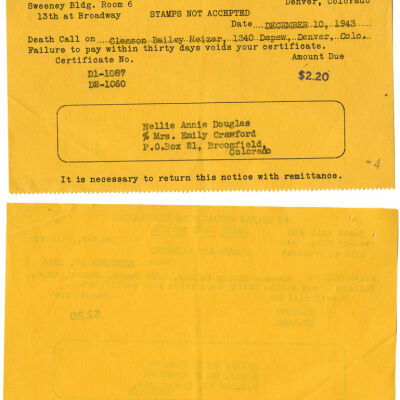 Sweeney Bldg. Room 6
Denver, Colorado
13th at Broadway
STAMPS NOT ACCEPTED
Date DECEMBER 10, 1943
Death Call on Clemson Bailey Heizer, 1340 Depew, Denver, Colo.
Failure to pay within thirty days voids your certificate.
Certificate No. Amount Due
D1-1087
D2-1060
$2.20
Nellie Annie Douglas
% Mrs. Emily Crawford
P.O.Box 21, Broomfield,
Colorado
-4
It is necessary to return this notice with remittance.